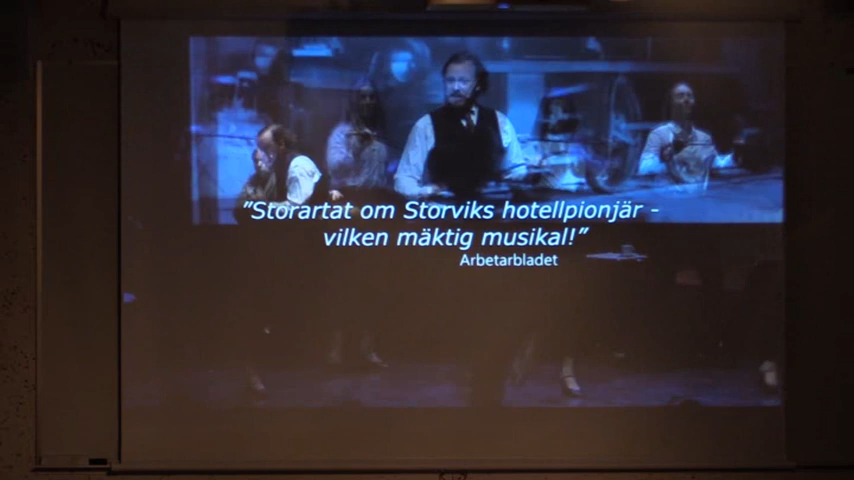 ”Storartat om Storviks hotellpionjär -
vilken mäktig musikal!”
Arbetarbladet